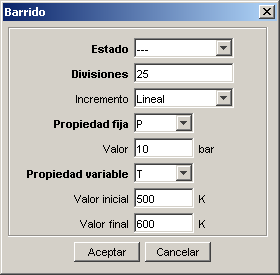 Barrido
Estado ---
Divisiones 25
Incremento Lineal
Propiedad fija P
Valor 10 bar
Propiedad variable T
Valor inicial 500 K
Valor final 600 K
Aceptar Cancelar